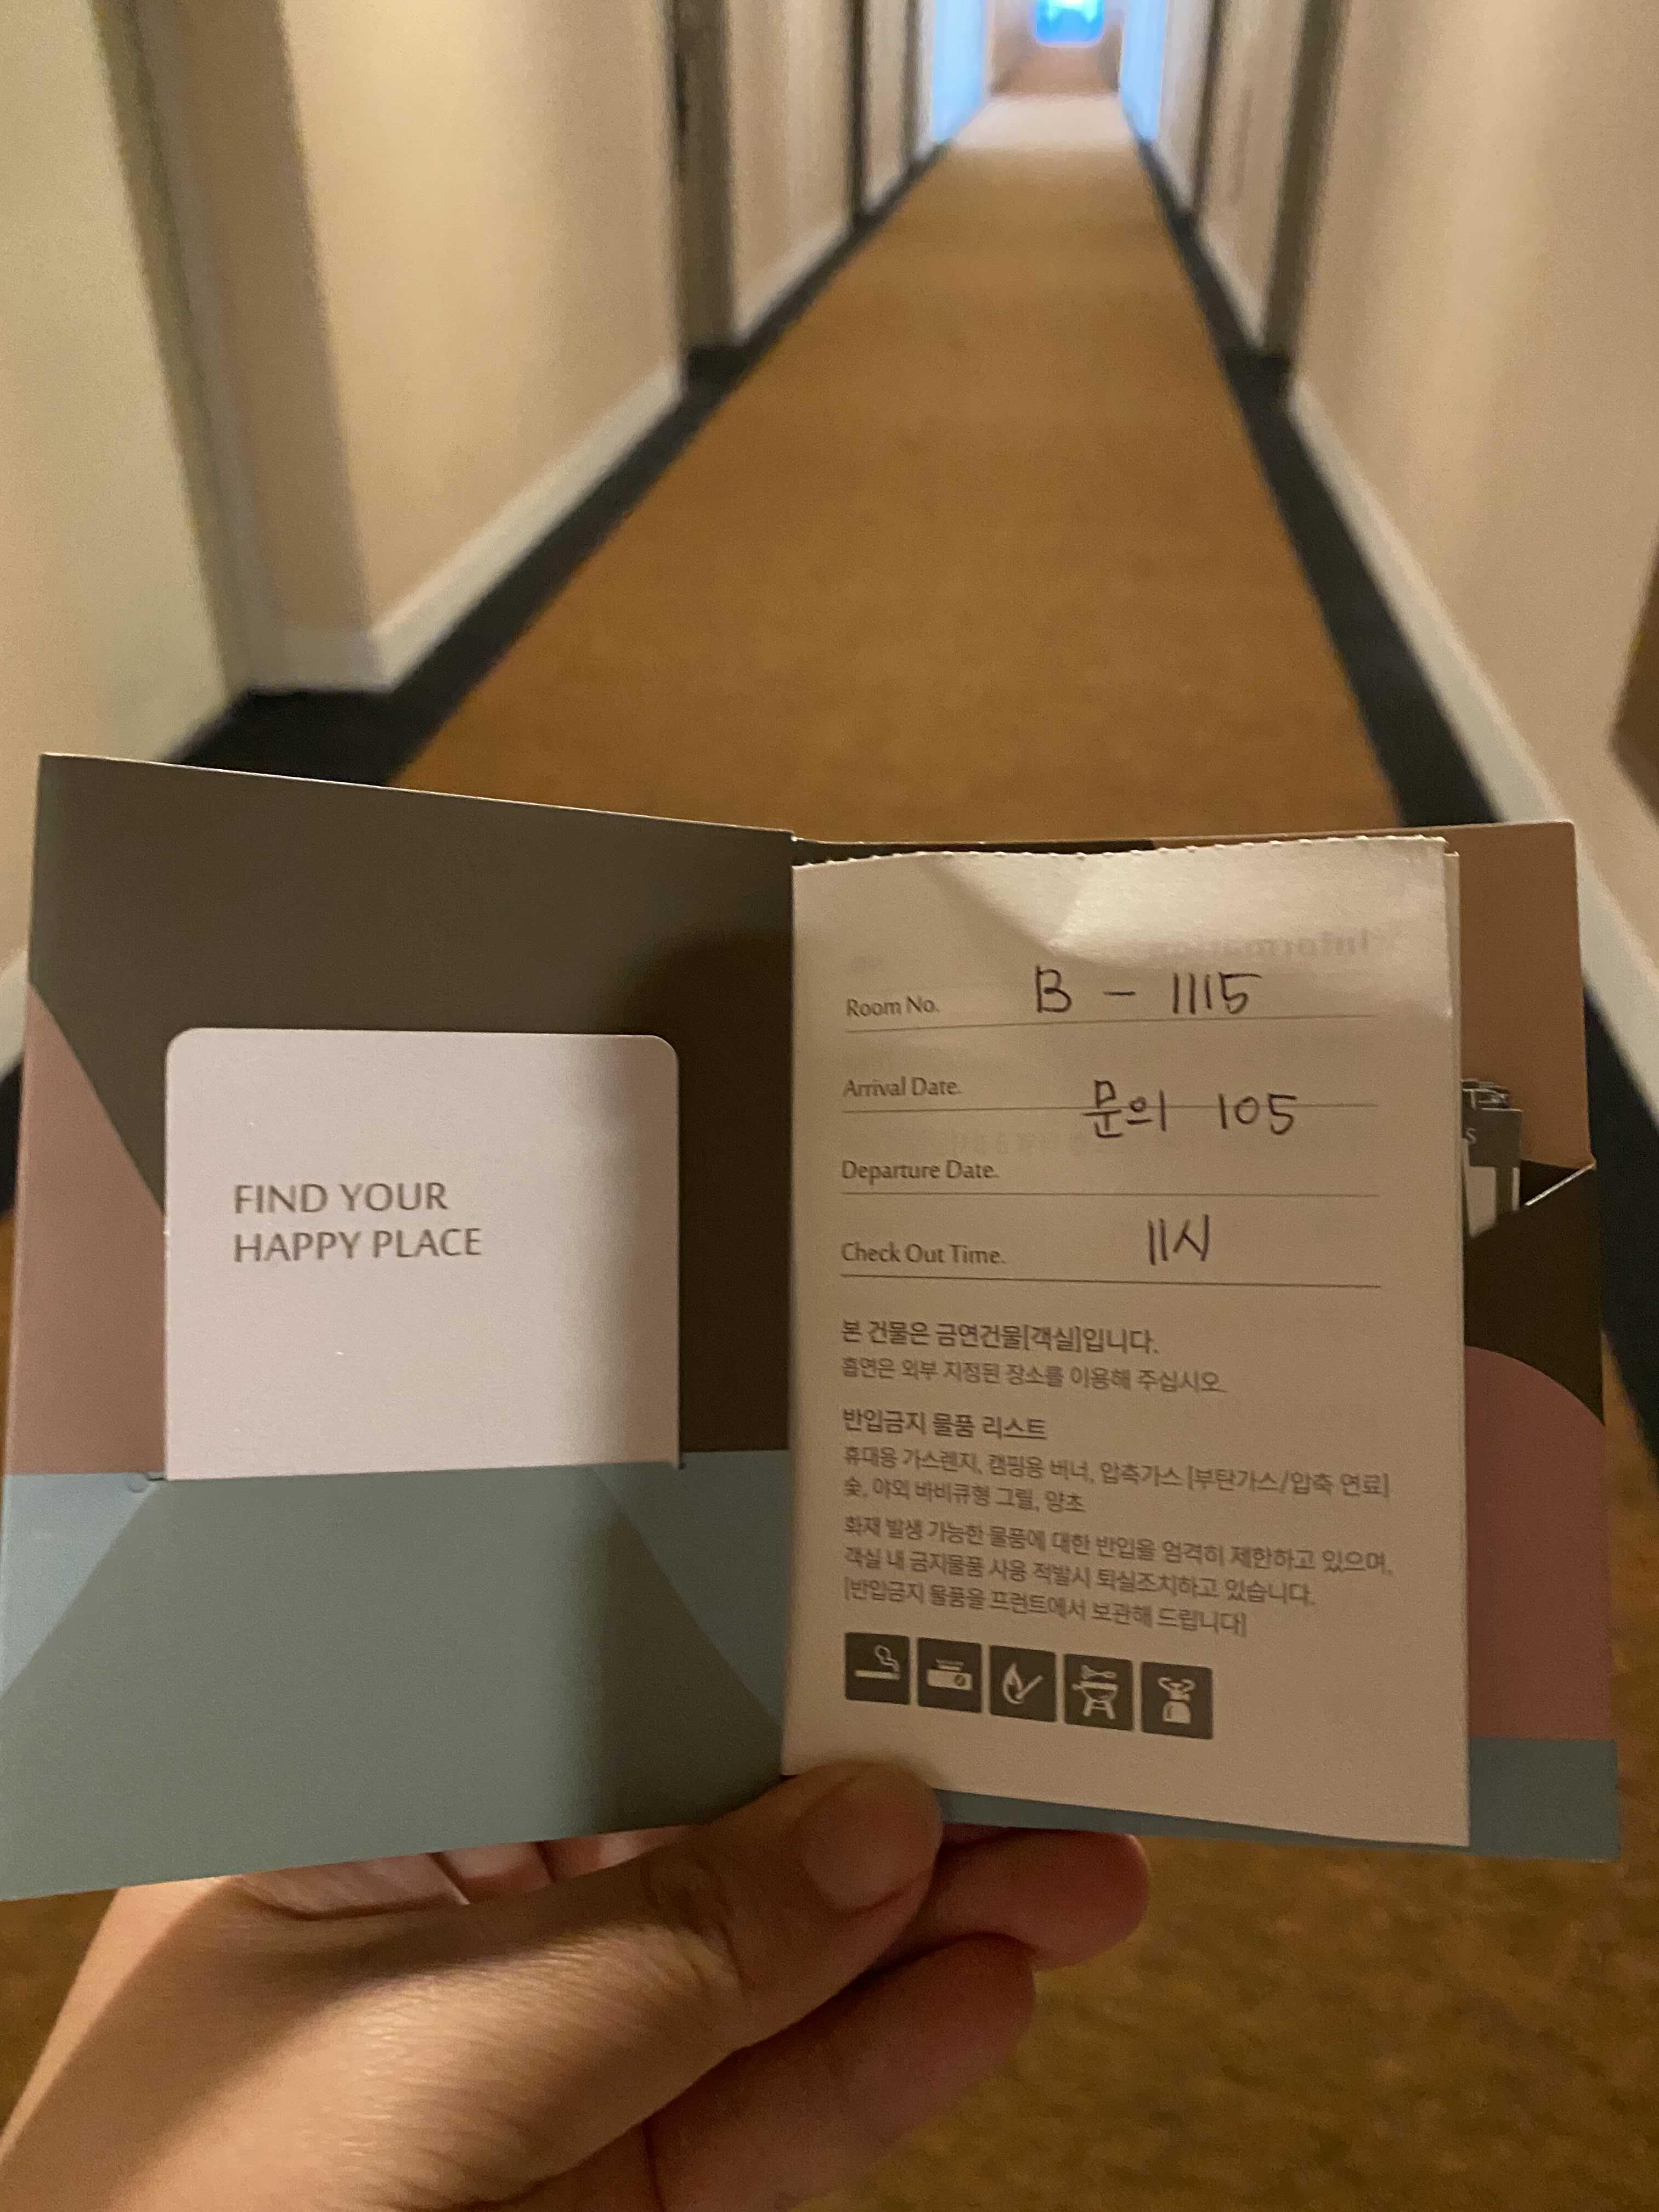 FIND YOUR
HAPPY PLACE
Room No. B - 1115
Arrival Date.
문의 105
Departure Date.
Check Out Time. 11시
본 건물은 금연건물[객실]입니다.
흡연은 외부 지정된 장소를 이용해 주십시오.
반입금지 물품 리스트
휴대용 가스렌지, 캠핑용 버너, 압축가스 [부탄가스/압축 연료]
숯, 야외 바비큐형 그릴, 양초
화재 발생 가능한 물품에 대한 반입을 엄격히 제한하고 있으며,
객실 내 금지물품 사용 적발시 퇴실조치하고 있습니다.
[반입금지 물품을 프런트에서 보관해 드립니다]